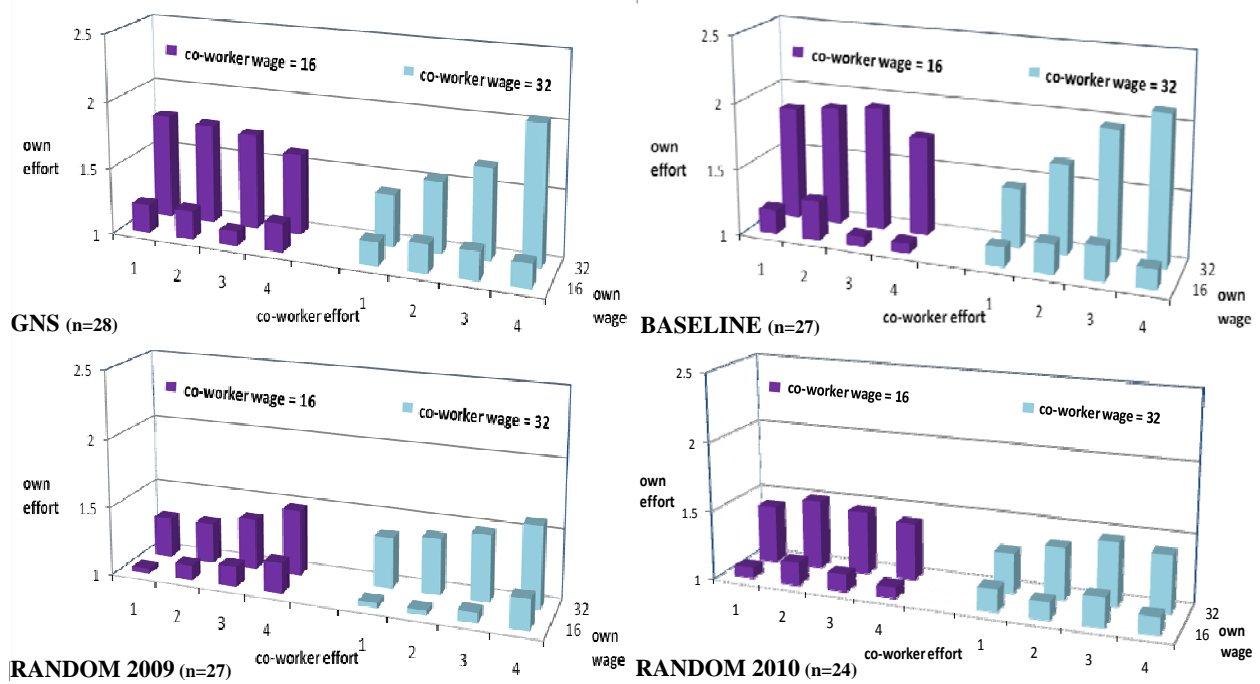 2.5
co-worker wage = 16
co-worker wage = 32
2
own
effort
1.5
1
1
2
3
4
1
2
3
4
32
16
own
wage
co-worker effort
GNS (n=28)
2.5
co-worker wage = 16
co-worker wage = 32
2
own
effort
1.5
1
1
2
3
4
1
2
3
4
32
16
own
wage
co-worker effort
BASELINE (n=27)
2.5
co-worker wage = 16
co-worker wage = 32
2
own
effort
1.5
1
1
2
3
4
1
2
3
4
32
16
own
wage
co-worker effort
RANDOM 2009 (n=27)
2.5
co-worker wage = 16
co-worker wage = 32
2
own
effort
1.5
1
1
2
3
4
1
2
3
4
32
16
own
wage
co-worker effort
RANDOM 2010 (n=24)